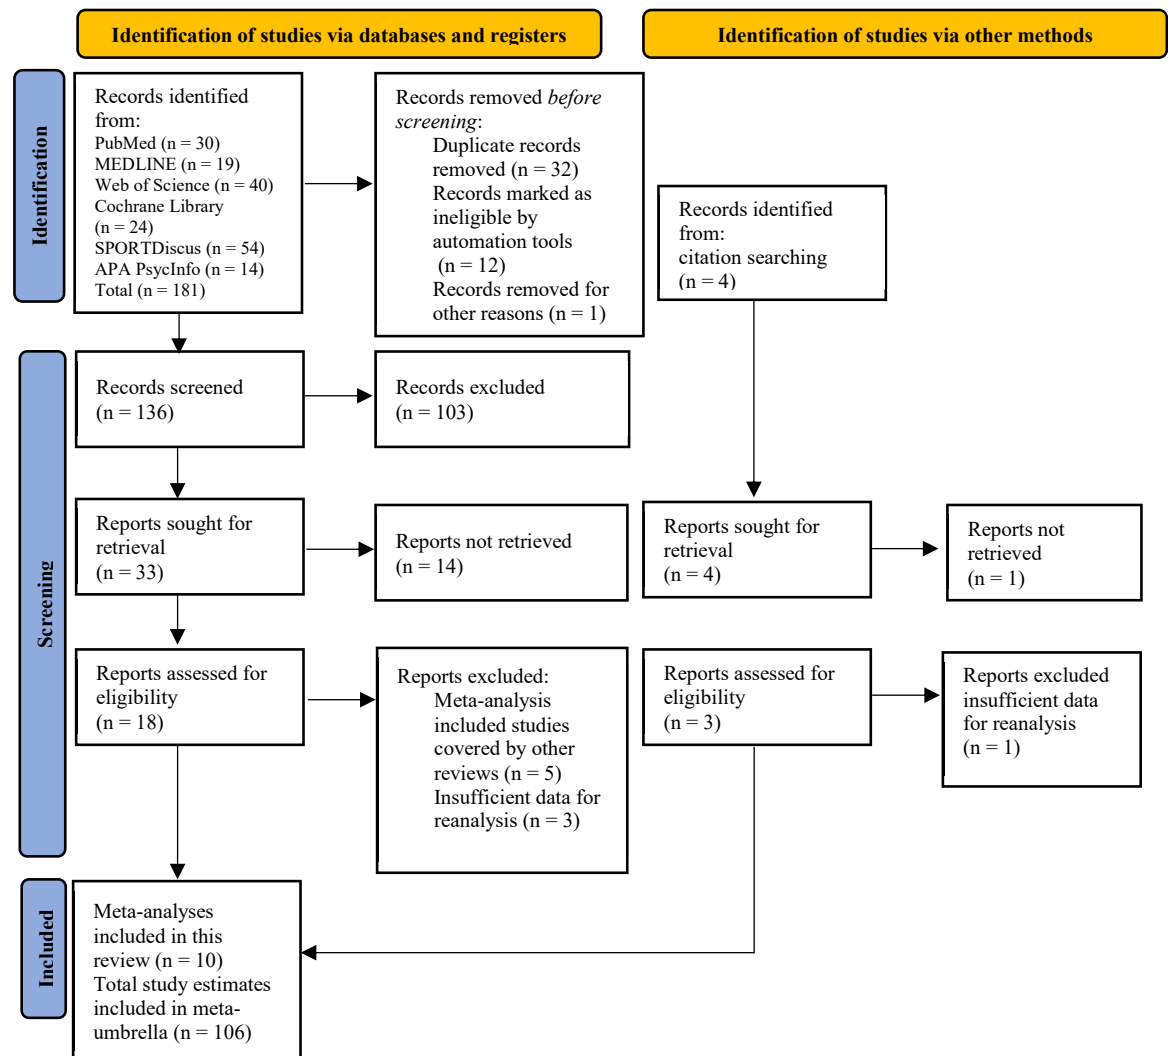 Identification of studies via databases and registers
Identification of studies via other methods
Identification
Records identified
from:
PubMed (n = 30)
MEDLINE (n = 19)
Web of Science (n = 40)
Cochrane Library
(n = 24)
SPORTDiscus (n = 54)
APA PsycInfo (n = 14)
Total (n = 181)
Records removed before
screening:
Duplicate records
removed (n = 32)
Records marked as
ineligible by
automation tools
(n = 12)
Records removed for
other reasons (n = 1)
Records identified
from:
citation searching
(n = 4)
Screening
Records screened
(n = 136)
Records excluded
(n = 103)
Reports sought for
retrieval
(n = 33)
Reports not retrieved
(n = 14)
Reports sought for
retrieval
(n = 4)
Reports not
retrieved
(n = 1)
Reports assessed for
eligibility
(n = 18)
Reports excluded:
Meta-analysis
included studies
covered by other
reviews (n = 5)
Insufficient data for
reanalysis (n = 3)
Reports assessed for
eligibility
(n = 3)
Reports excluded
insufficient data
for reanalysis
(n = 1)
Included
Meta-analyses
included in this
review (n = 10)
Total study estimates
included in meta-
umbrella (n = 106)